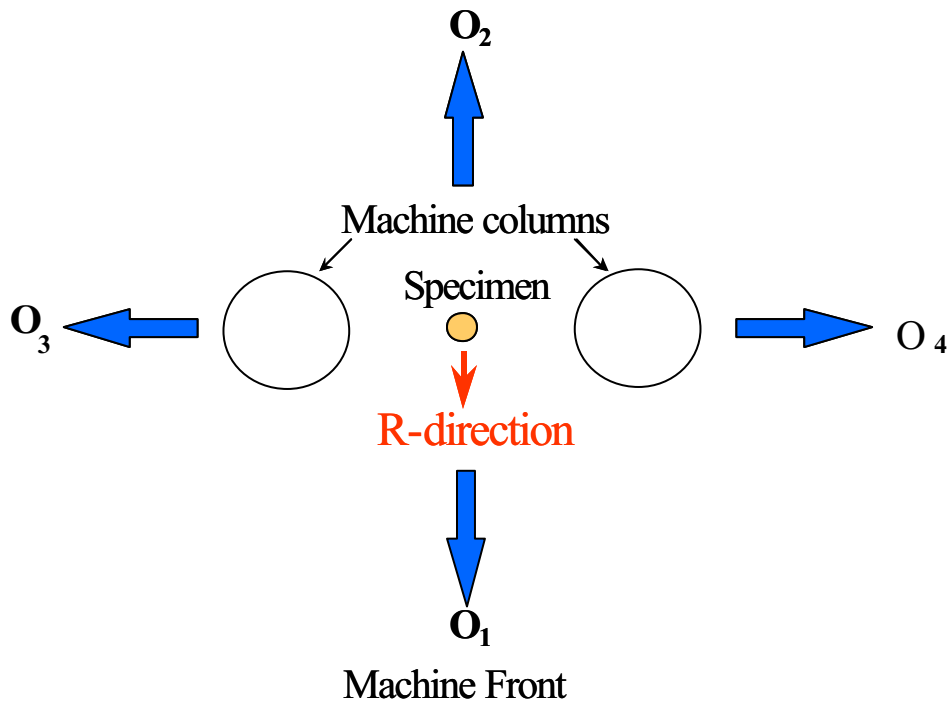 O2
Machine columns
Specimen
O3
O 4
R-direction
O1
Machine Front